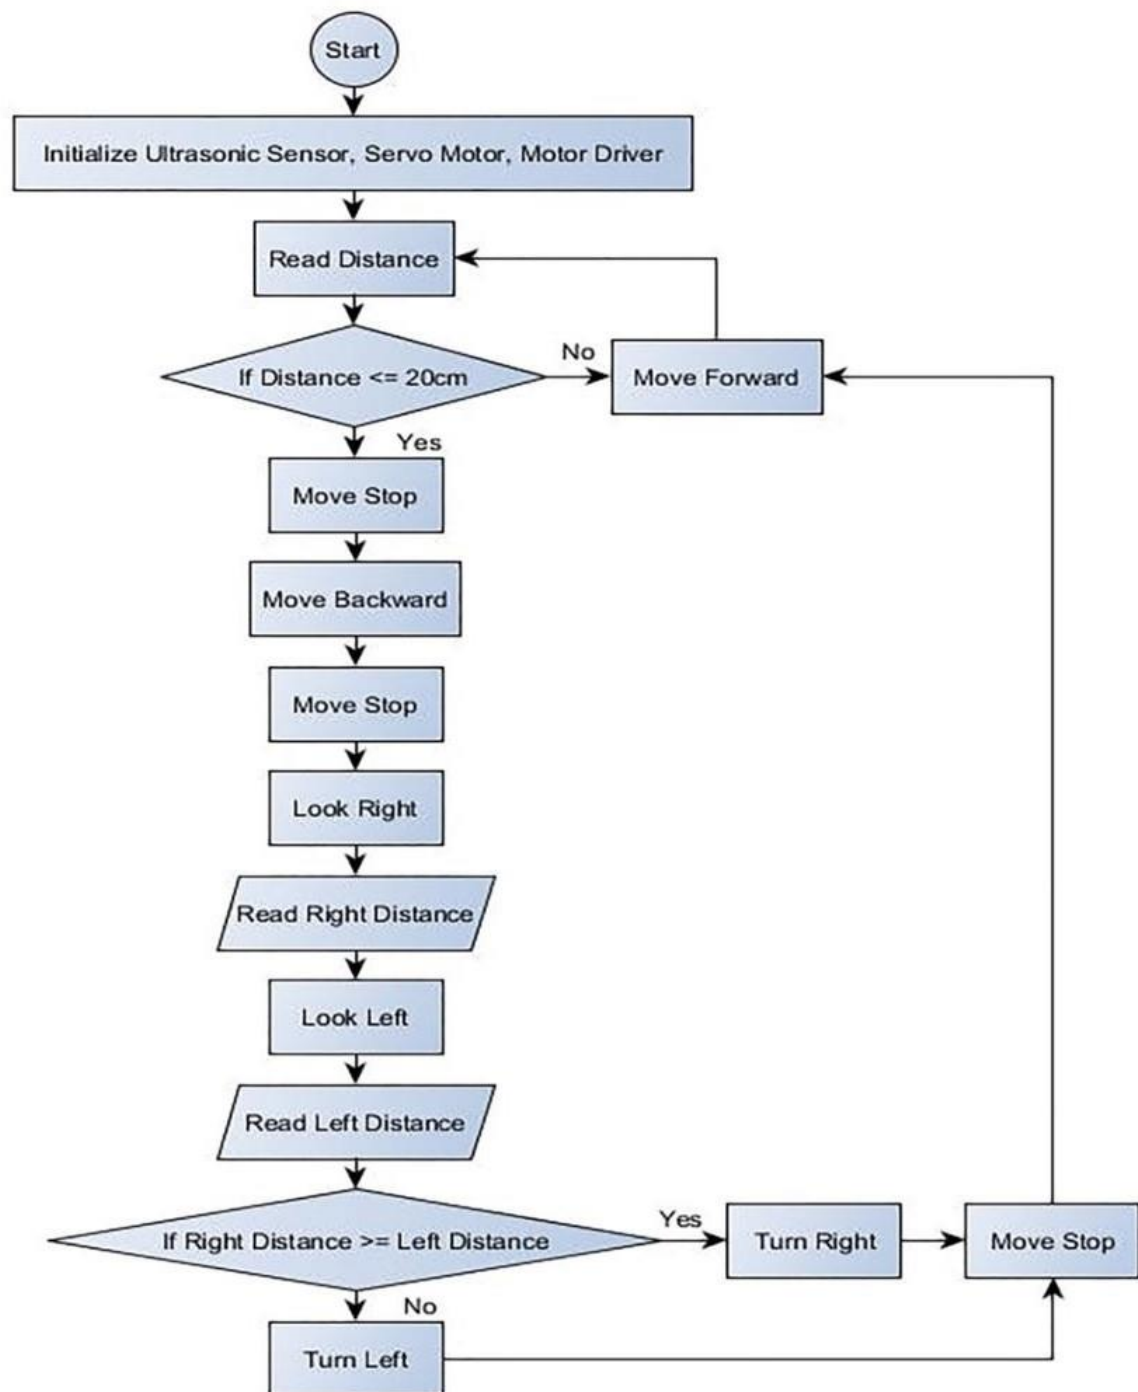 Start
Initialize Ultrasonic Sensor, Servo Motor, Motor Driver
Read Distance
If Distance <= 20cm
No
Move Forward
Yes
Move Stop
Move Backward
Move Stop
Look Right
Read Right Distance
Look Left
Read Left Distance
If Right Distance >= Left Distance
Yes
Turn Right
Move Stop
No
Turn Left